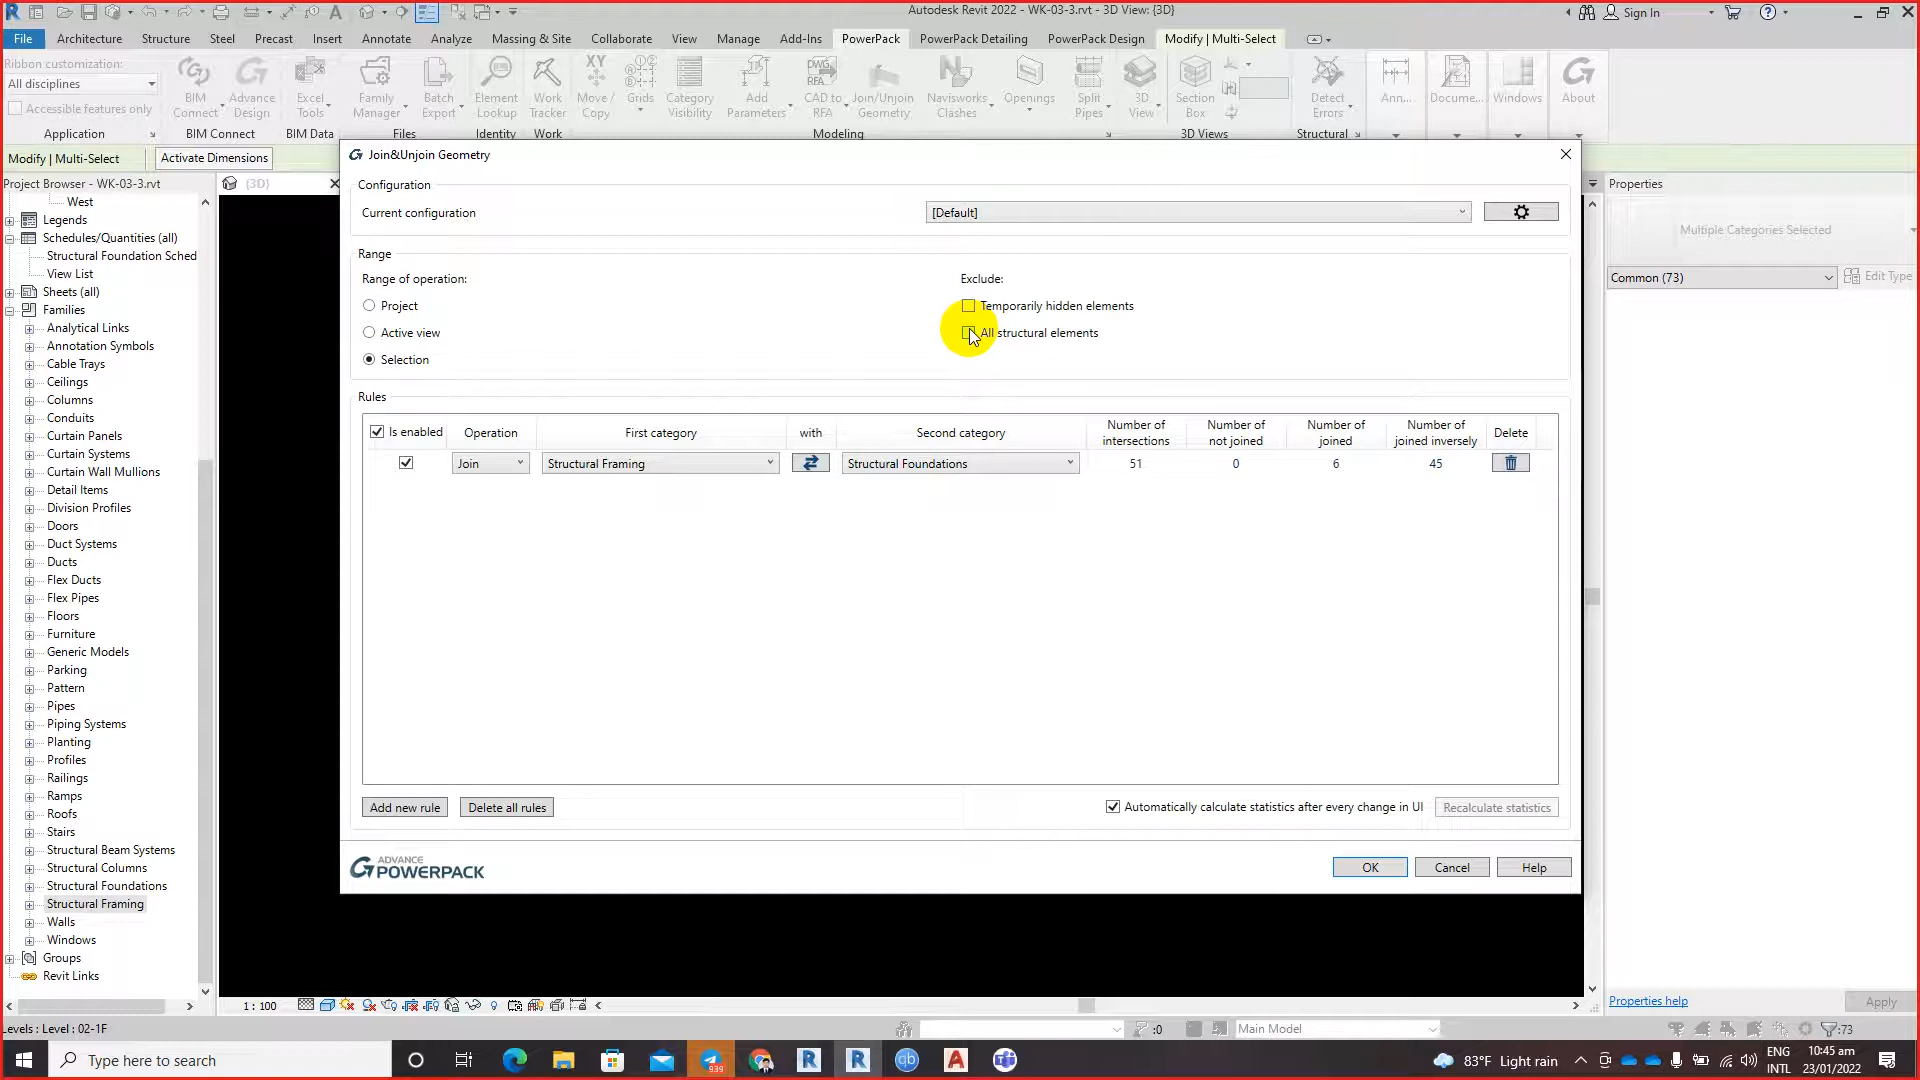 Autodesk Revit 2022 - WK-03-3.rvt - 3D View: {3D}
Sign In
File Architecture Structure Steel Precast Insert Annotate Analyze Massing & Site Collaborate View Manage Add-Ins PowerPack PowerPack Detailing PowerPack Design Modify | Multi-Select
Ribbon customization:
All disciplines
Accessible features only
BIM Connect
Advance Design
Excel Tools
Family Manager
Batch Export
Element Lookup
Work Tracker
Move / Copy
Grids
Category Visibility
Add Parameters
CAD to RFA
Join/Unjoin Geometry
Navisworks Clashes
Openings
Split Pipes
3D View
Section Box
Detect Errors
Ann...
Docume...
Windows
About
Application BIM Connect BIM Data Files Identity Work Modeling 3D Views Structural
Modify | Multi-Select Activate Dimensions
Project Browser - WK-03-3.rvt
{3D}
West
Legends
Schedules/Quantities (all)
Structural Foundation Sched
View List
Sheets (all)
Families
Analytical Links
Annotation Symbols
Cable Trays
Ceilings
Columns
Conduits
Curtain Panels
Curtain Systems
Curtain Wall Mullions
Detail Items
Division Profiles
Doors
Duct Systems
Ducts
Flex Ducts
Flex Pipes
Floors
Furniture
Generic Models
Parking
Pattern
Pipes
Piping Systems
Planting
Profiles
Railings
Ramps
Roofs
Stairs
Structural Beam Systems
Structural Columns
Structural Foundations
Structural Framing
Walls
Windows
Groups
Revit Links
Join&Unjoin Geometry
Configuration
Current configuration
[Default]
Range
Range of operation:
Project
Active view
Selection
Exclude:
Temporarily hidden elements
All structural elements
Rules
Is enabled Operation First category with Second category Number of intersections Number of not joined Number of joined Number of joined inversely Delete
Join Structural Framing Structural Foundations 51 0 6 45
Add new rule Delete all rules
Automatically calculate statistics after every change in UI Recalculate statistics
ADVANCE
POWERPACK
OK Cancel Help
Properties
Multiple Categories Selected
Common (73)
Edit Type
Properties help
Apply
1 : 100
Levels : Level : 02-1F
:0
Main Model
:73
Type here to search
939
83°F Light rain
ENG
INTL
10:45 am
23/01/2022